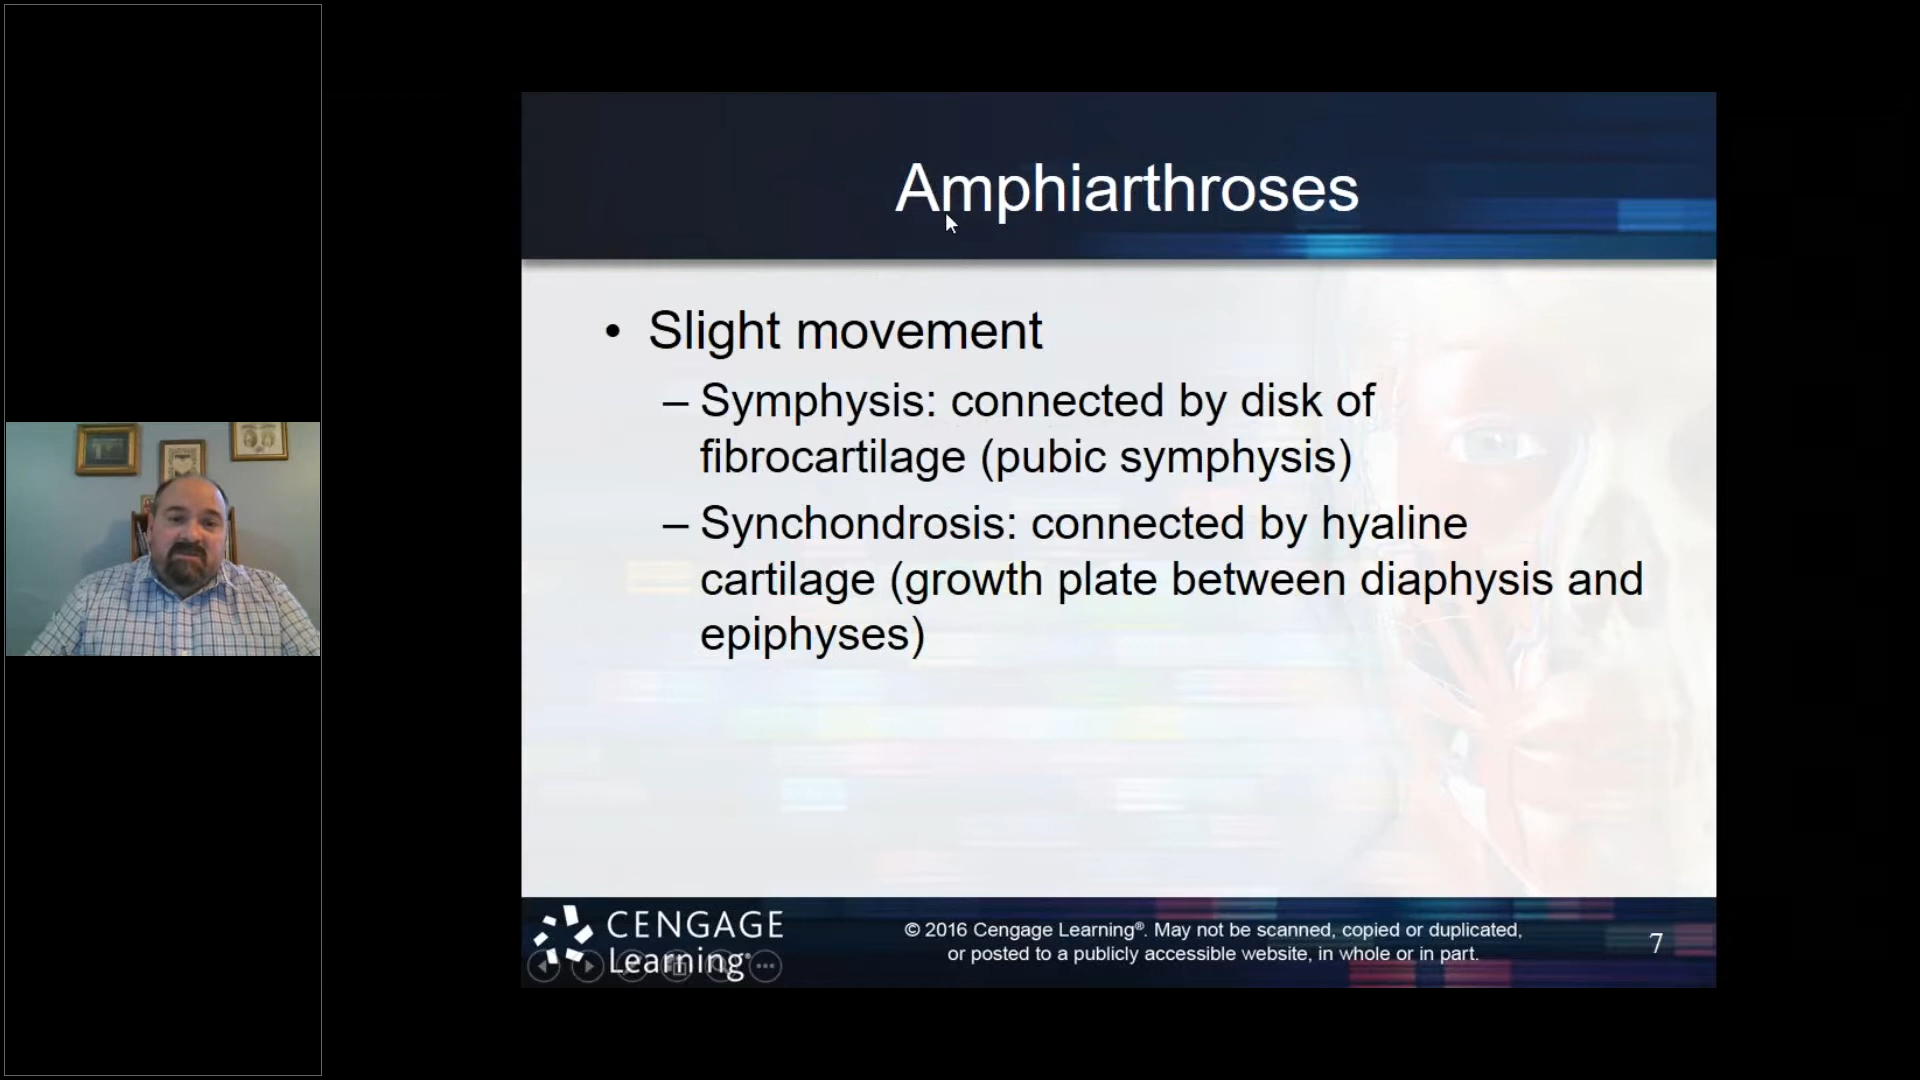 Amphiarthroses
• Slight movement
– Symphysis: connected by disk of
fibrocartilage (pubic symphysis)
– Synchondrosis: connected by hyaline
cartilage (growth plate between diaphysis and
epiphyses)
CENGAGE
Learning®
© 2016 Cengage Learning®. May not be scanned, copied or duplicated,
or posted to a publicly accessible website, in whole or in part.
7